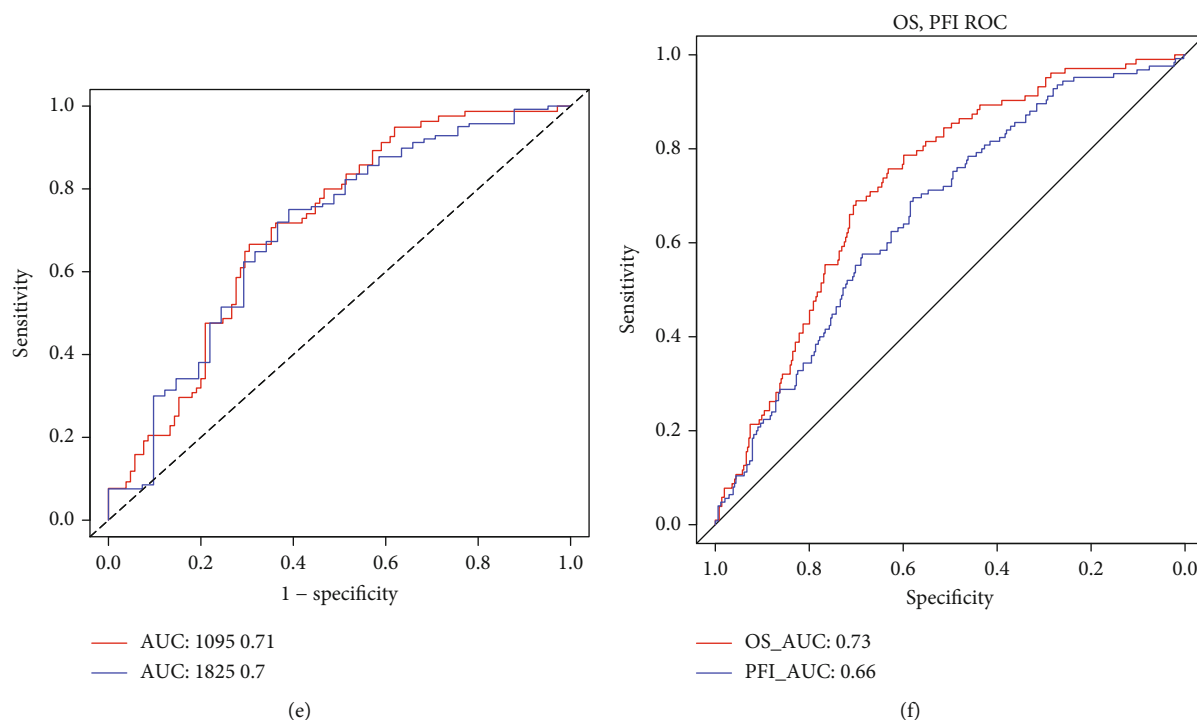 1.0
0.8
0.6
0.4
0.2
0.0
Sensitivity
0.0 0.2 0.4 0.6 0.8 1.0
1 − specificity
AUC: 1095 0.71
AUC: 1825 0.7
(e)
OS, PFI ROC
1.0
0.8
0.6
0.4
0.2
0.0
Sensitivity
1.0 0.8 0.6 0.4 0.2 0.0
Specificity
OS_AUC: 0.73
PFI_AUC: 0.66
(f)